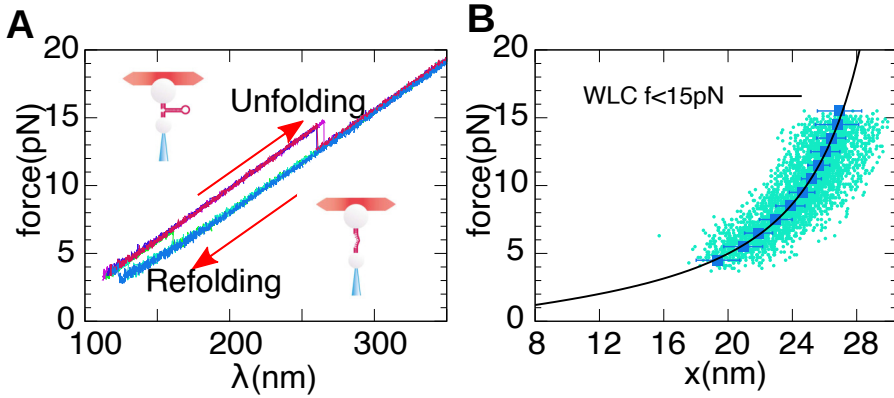 A
20
15
10
5
0
force(pN)
Unfolding
Refolding
100
200
300
λ(nm)
B
20
15
10
5
0
force(pN)
WLC f<15pN
8
12
16
20
24
28
x(nm)